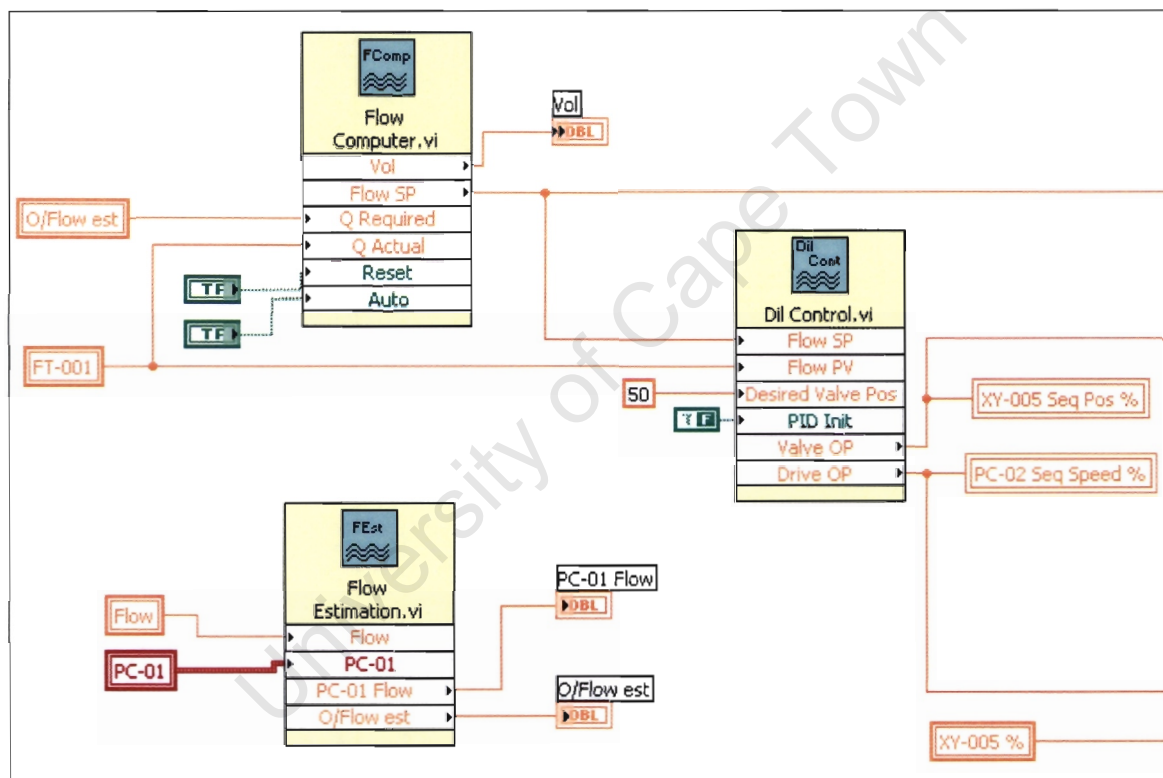 FComp
Flow
Computer.vi
Vol
Flow SP
Q Required
Q Actual
Reset
Auto
Vol
DBL
O/Flow est
TF
TF
FT-001
Dil
Cont
Dil Control.vi
Flow SP
Flow PV
Desired Valve Pos
PID Init
Valve OP
Drive OP
50
T F
XY-005 Seq Pos %
PC-02 Seq Speed %
FEst
Flow
Estimation.vi
Flow
PC-01
PC-01 Flow
O/Flow est
Flow
PC-01
PC-01 Flow
DBL
O/Flow est
DBL
XY-005 %
University of Cape Town